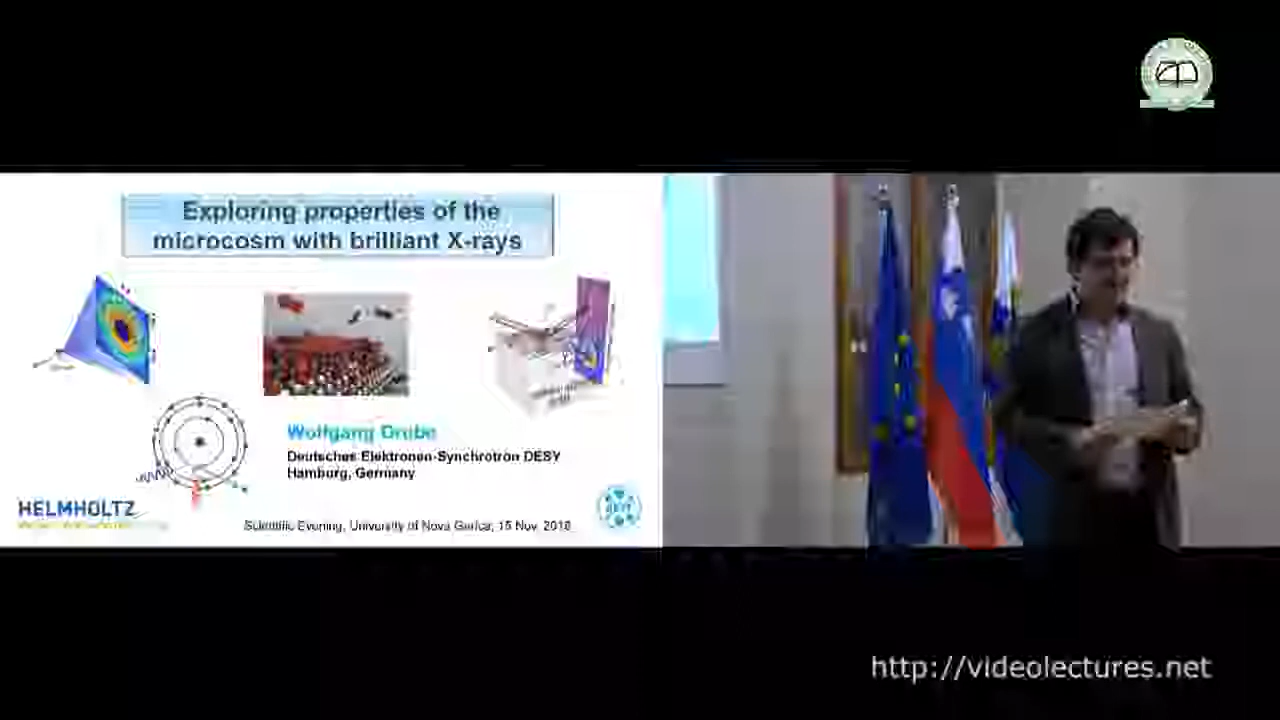 Exploring properties of the
microcosm with brilliant X-rays
Wolfgang Drube
Deutsches Elektronen-Synchrotron DESY
Hamburg, Germany
HELMHOLTZ
Scientific Evening, University of Nova Gorica, 15 Nov. 2018
http://videolectures.net